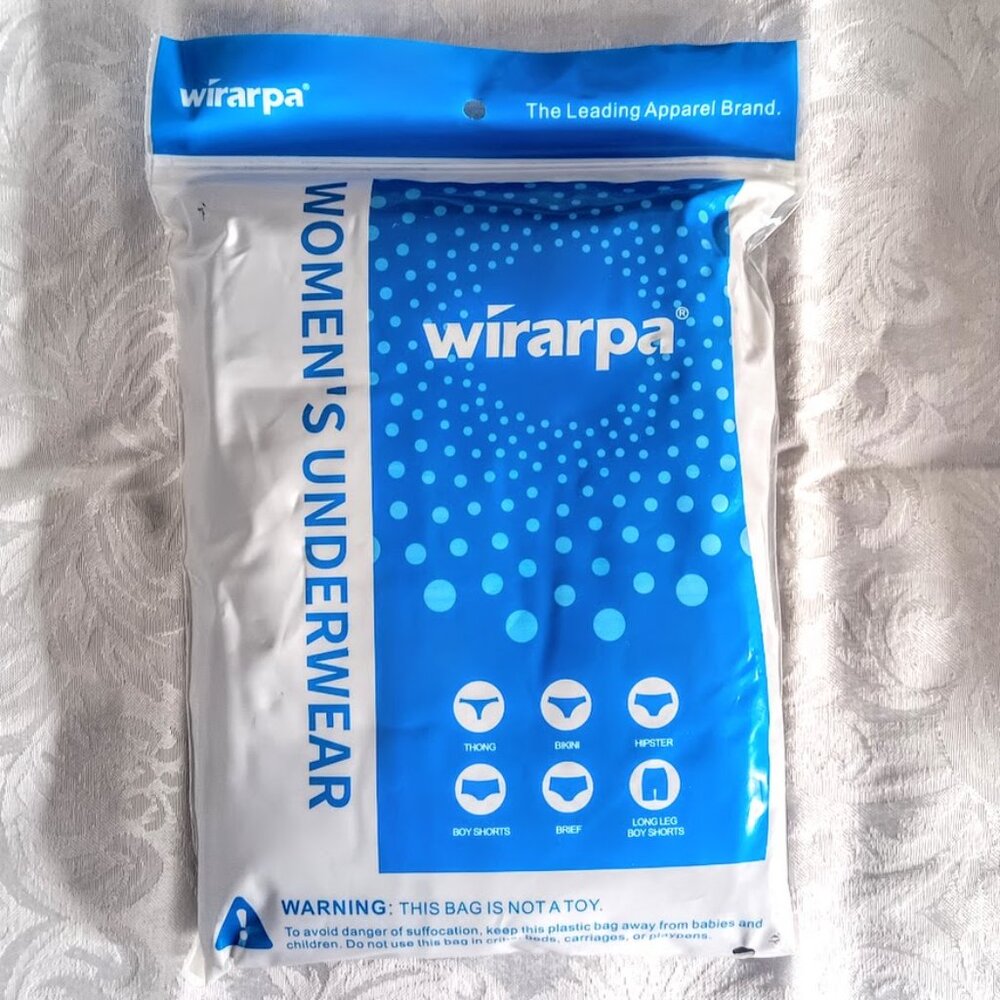 wirarpa®
The Leading Apparel Brand.
WOMEN'S UNDERWEAR
wirarpa®
THONG
BIKINI
HIPSTER
BOY SHORTS
BRIEF
LONG LEG
BOY SHORTS
WARNING: THIS BAG IS NOT A TOY.
To avoid danger of suffocation, keep this plastic bag away from babies and
children. Do not use this bag in beds, carriages, or playpens.